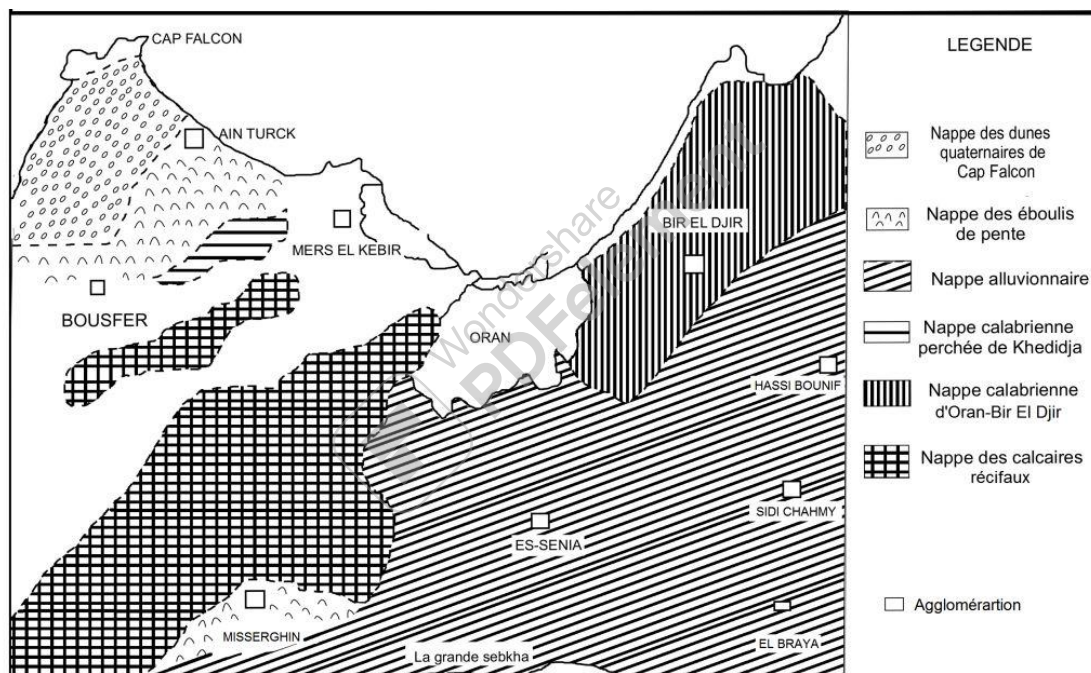 CAP FALCON
AIN TURCK
MERS EL KEBIR
BIR EL DJIR
BOUSFER
ORAN
HASSI BOUNIF
SIDI CHAHMY
ES-SENIA
MISSERGHIN
EL BRAYA
La grande sebkha
LEGENDE
Nappe des dunes
quaternaires de
Cap Falcon
Nappe des éboulis
de pente
Nappe alluvionnaire
Nappe calabrienne
perchée de Khedidja
Nappe calabrienne
d'Oran-Bir El Djir
Nappe des calcaires
récifaux
Agglomérartion
Wondershare
PDFelement